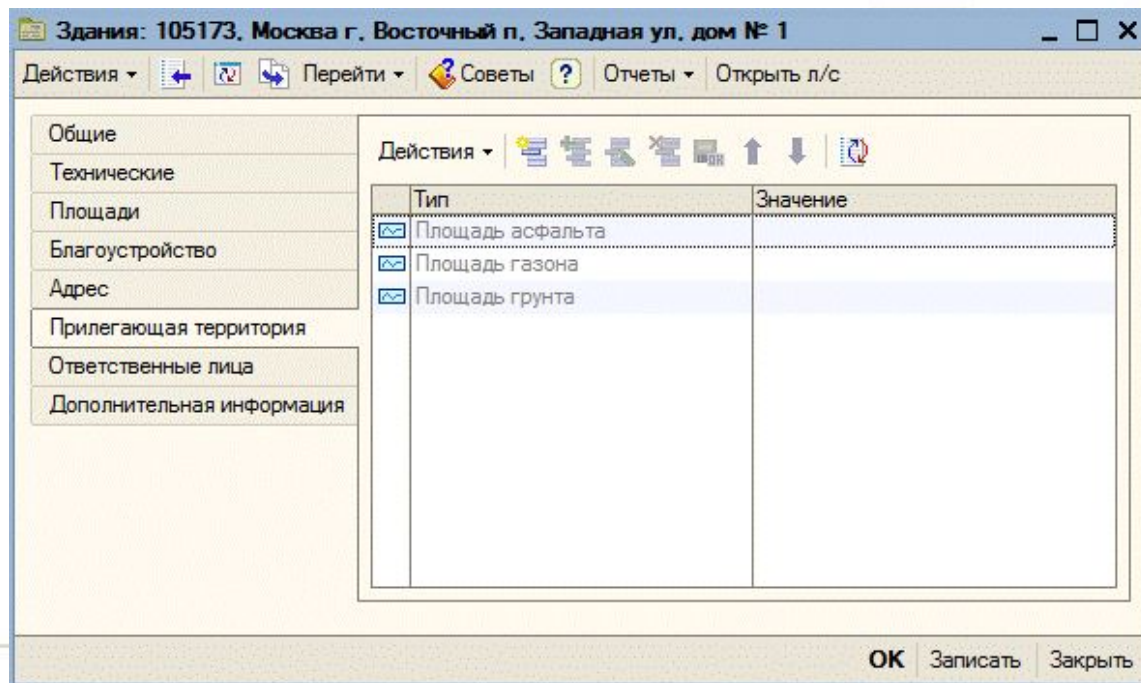 Здания: 105173, Москва г, Восточный п, Западная ул, дом № 1
Действия Перейти Советы ? Отчеты Открыть л/с
Общие
Технические
Площади
Благоустройство
Адрес
Прилегающая территория
Ответственные лица
Дополнительная информация
Действия
Тип Значение
Площадь асфальта
Площадь газона
Площадь грунта
OK Записать Закрыть